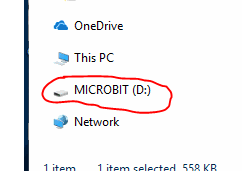 OneDrive
This PC
MICROBIT (D:)
Network
1 item 1 item selected 558 KB